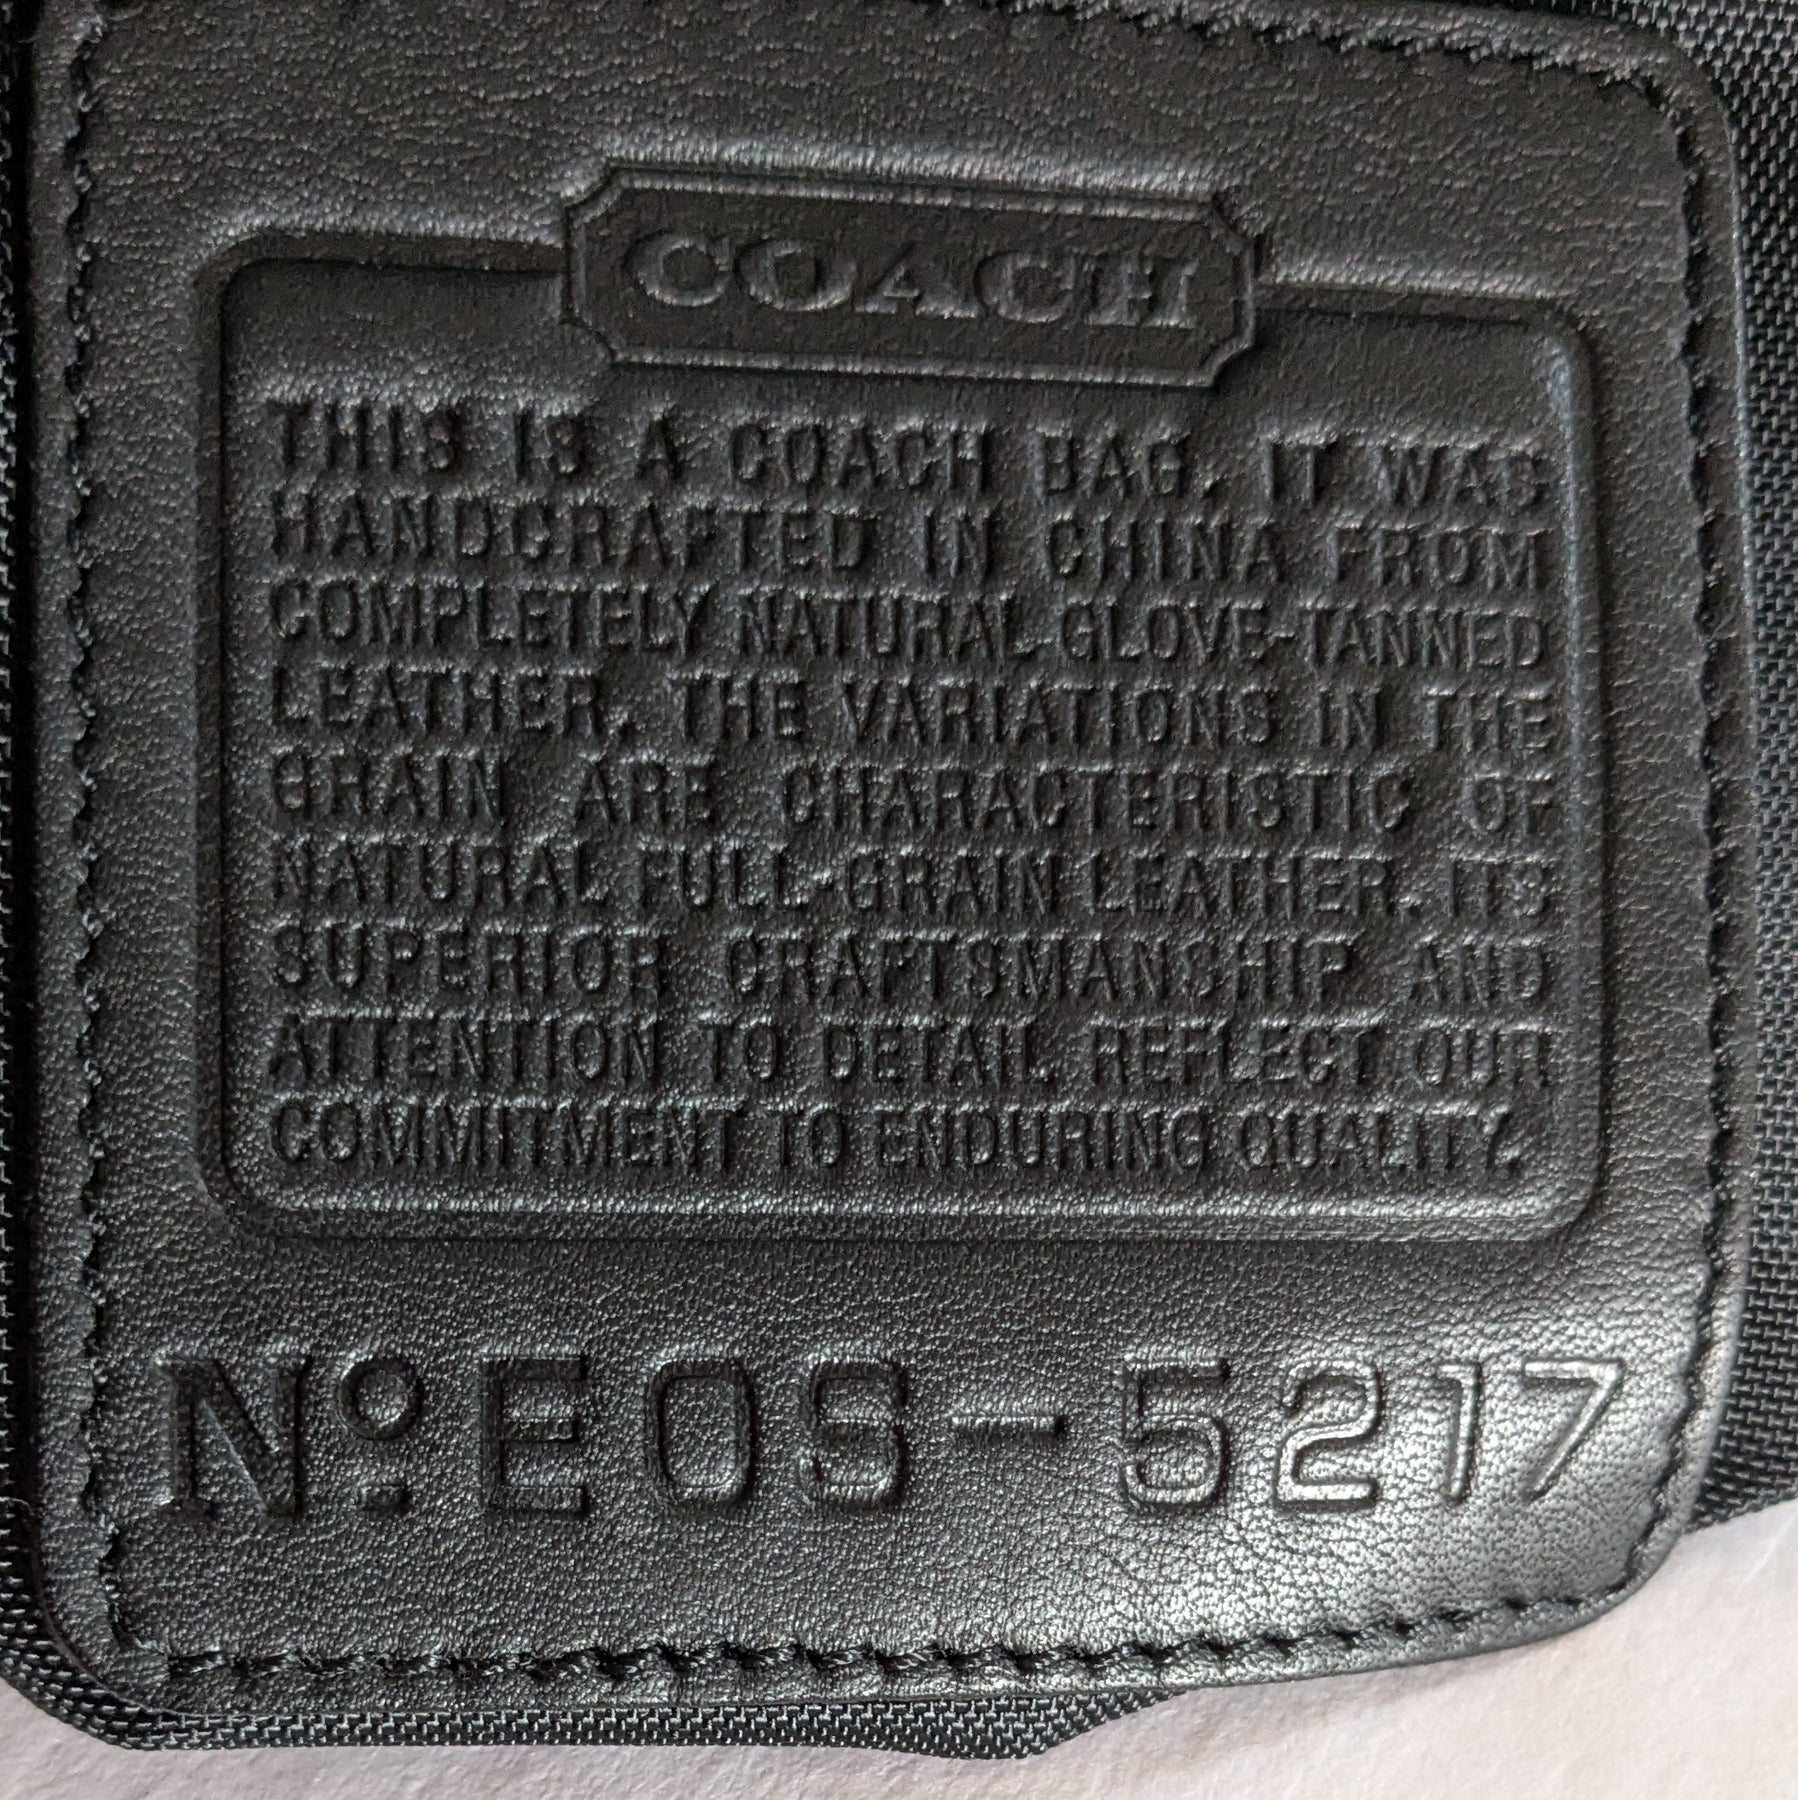 COACH
THIS IS A COACH BAG. IT WAS
HANDCRAFTED IN CHINA FROM
COMPLETELY NATURAL GLOVE-TANNED
LEATHER. THE VARIATIONS IN THE
GRAIN ARE CHARACTERISTIC OF
NATURAL FULL-GRAIN LEATHER. ITS
SUPERIOR CRAFTSMANSHIP AND
ATTENTION TO DETAIL REFLECT OUR
COMMITMENT TO ENDURING QUALITY.
Nº E0S-5217